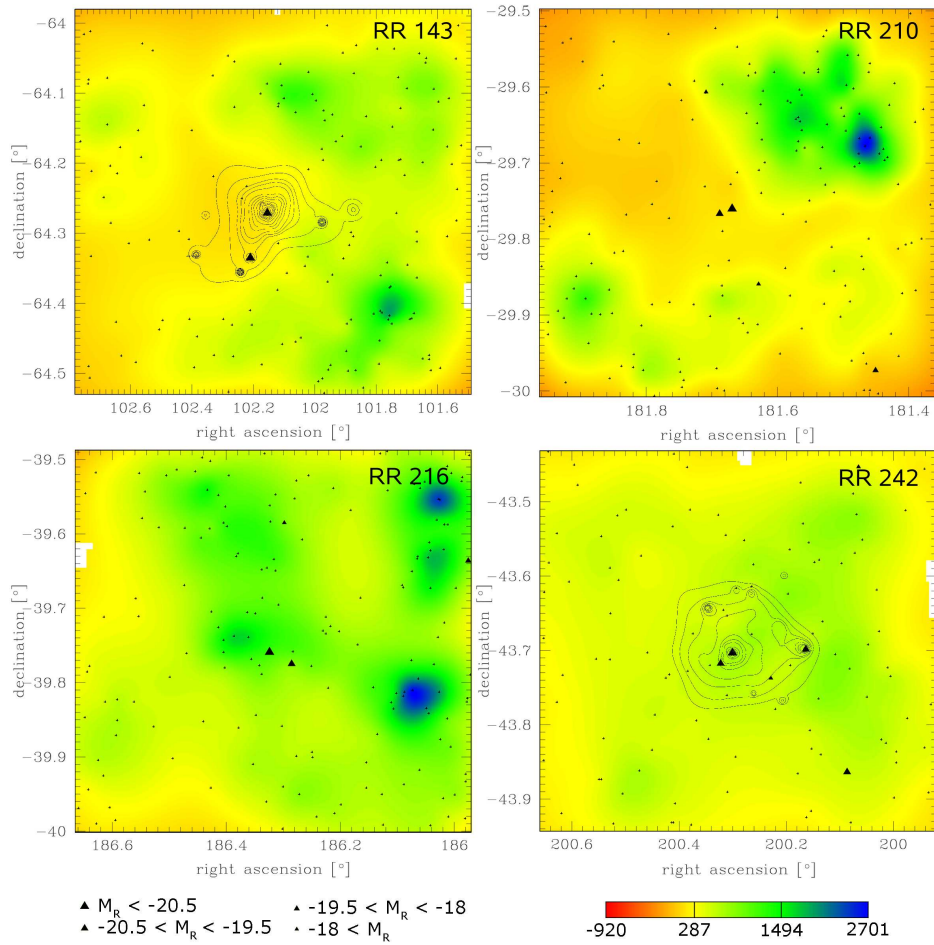 RR 143
−64
−64.1
−64.2
−64.3
−64.4
−64.5
declination [°]
102.6 102.4 102.2 102 101.8 101.6
right ascension [°]
RR 210
−29.5
−29.6
−29.7
−29.8
−29.9
−30
declination [°]
181.8 181.6 181.4
right ascension [°]
RR 216
−39.5
−39.6
−39.7
−39.8
−39.9
−40
declination [°]
186.6 186.4 186.2 186
right ascension [°]
RR 242
−43.5
−43.6
−43.7
−43.8
−43.9
declination [°]
200.6 200.4 200.2 200
right ascension [°]
▲ M_R < -20.5
▲ -20.5 < M_R < -19.5
▲ -19.5 < M_R < -18
▲ -18 < M_R
-920 287 1494 2701